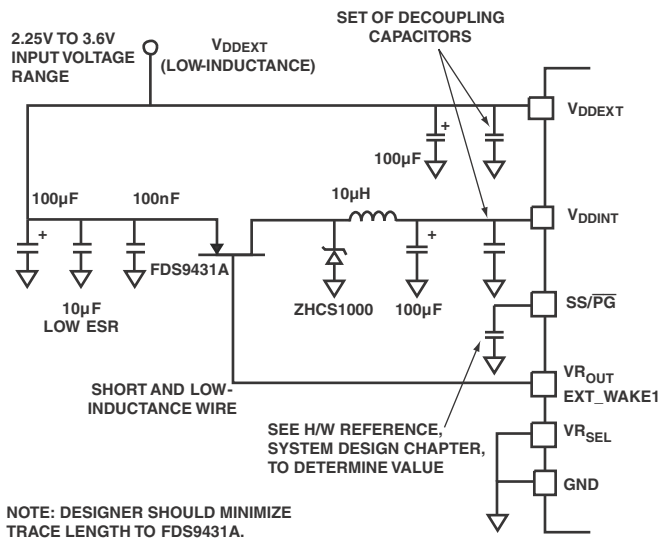 SET OF DECOUPLING
CAPACITORS
2.25V TO 3.6V
INPUT VOLTAGE
RANGE
VDDEXT
(LOW-INDUCTANCE)
+
100µF
VDDEXT
100µF
100nF
10µH
VDDINT
+
+
FDS9431A
10µF
LOW ESR
ZHCS1000
100µF
SS/PG
SHORT AND LOW-
INDUCTANCE WIRE
VROUT
EXT_WAKE1
SEE H/W REFERENCE,
SYSTEM DESIGN CHAPTER,
TO DETERMINE VALUE
VRSEL
GND
NOTE: DESIGNER SHOULD MINIMIZE
TRACE LENGTH TO FDS9431A.